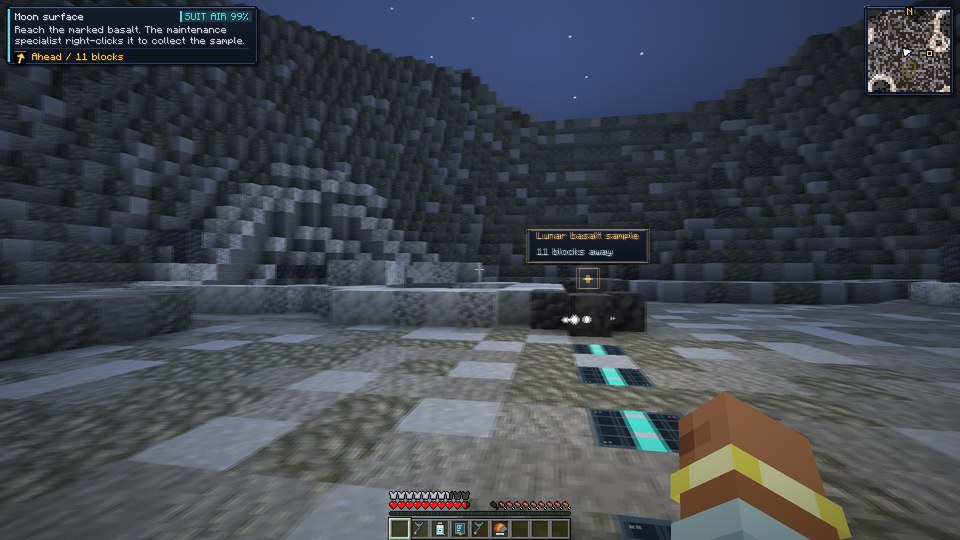 Moon surface
SUIT AIR 99%
Reach the marked basalt. The maintenance
specialist right-clicks it to collect the sample.
Ahead / 11 blocks
N
Lunar basalt sample
11 blocks away